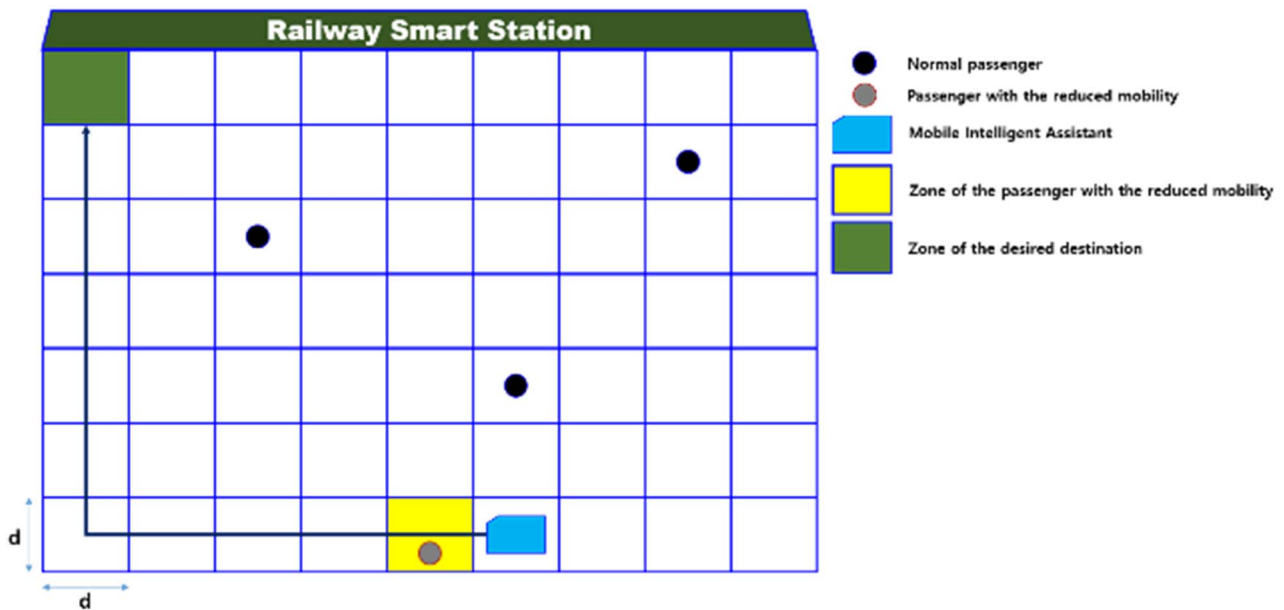 Railway Smart Station
Normal passenger
Passenger with the reduced mobility
Mobile Intelligent Assistant
Zone of the passenger with the reduced mobility
Zone of the desired destination
d
d